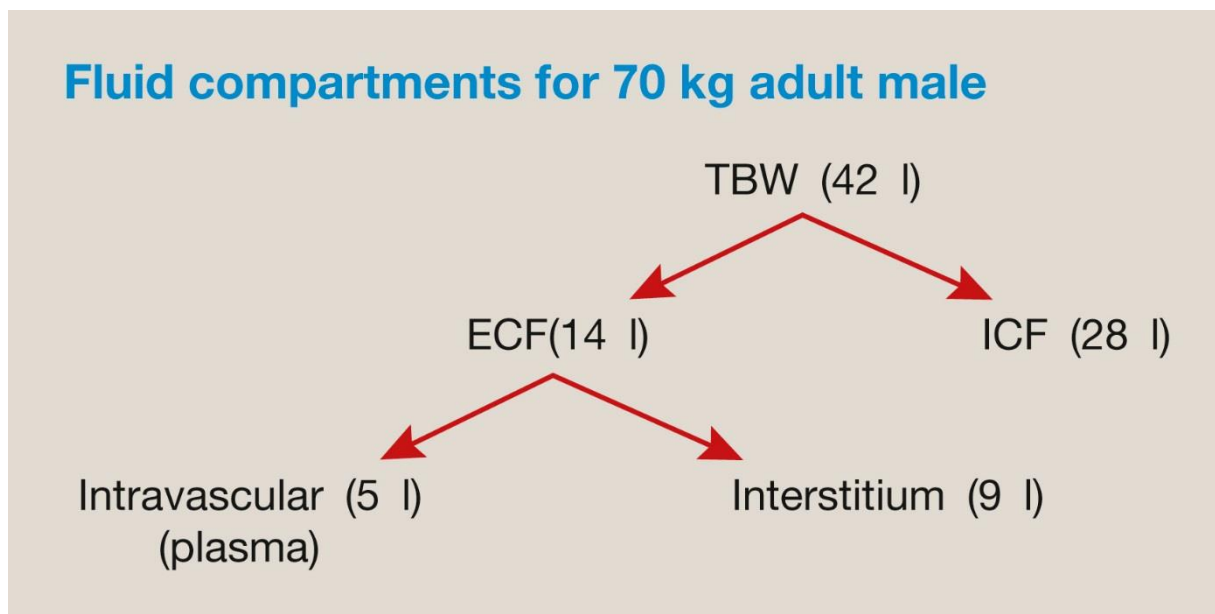 Fluid compartments for 70 kg adult male
TBW (42 l)
ECF(14 l)
ICF (28 l)
Intravascular (5 l)
(plasma)
Interstitium (9 l)